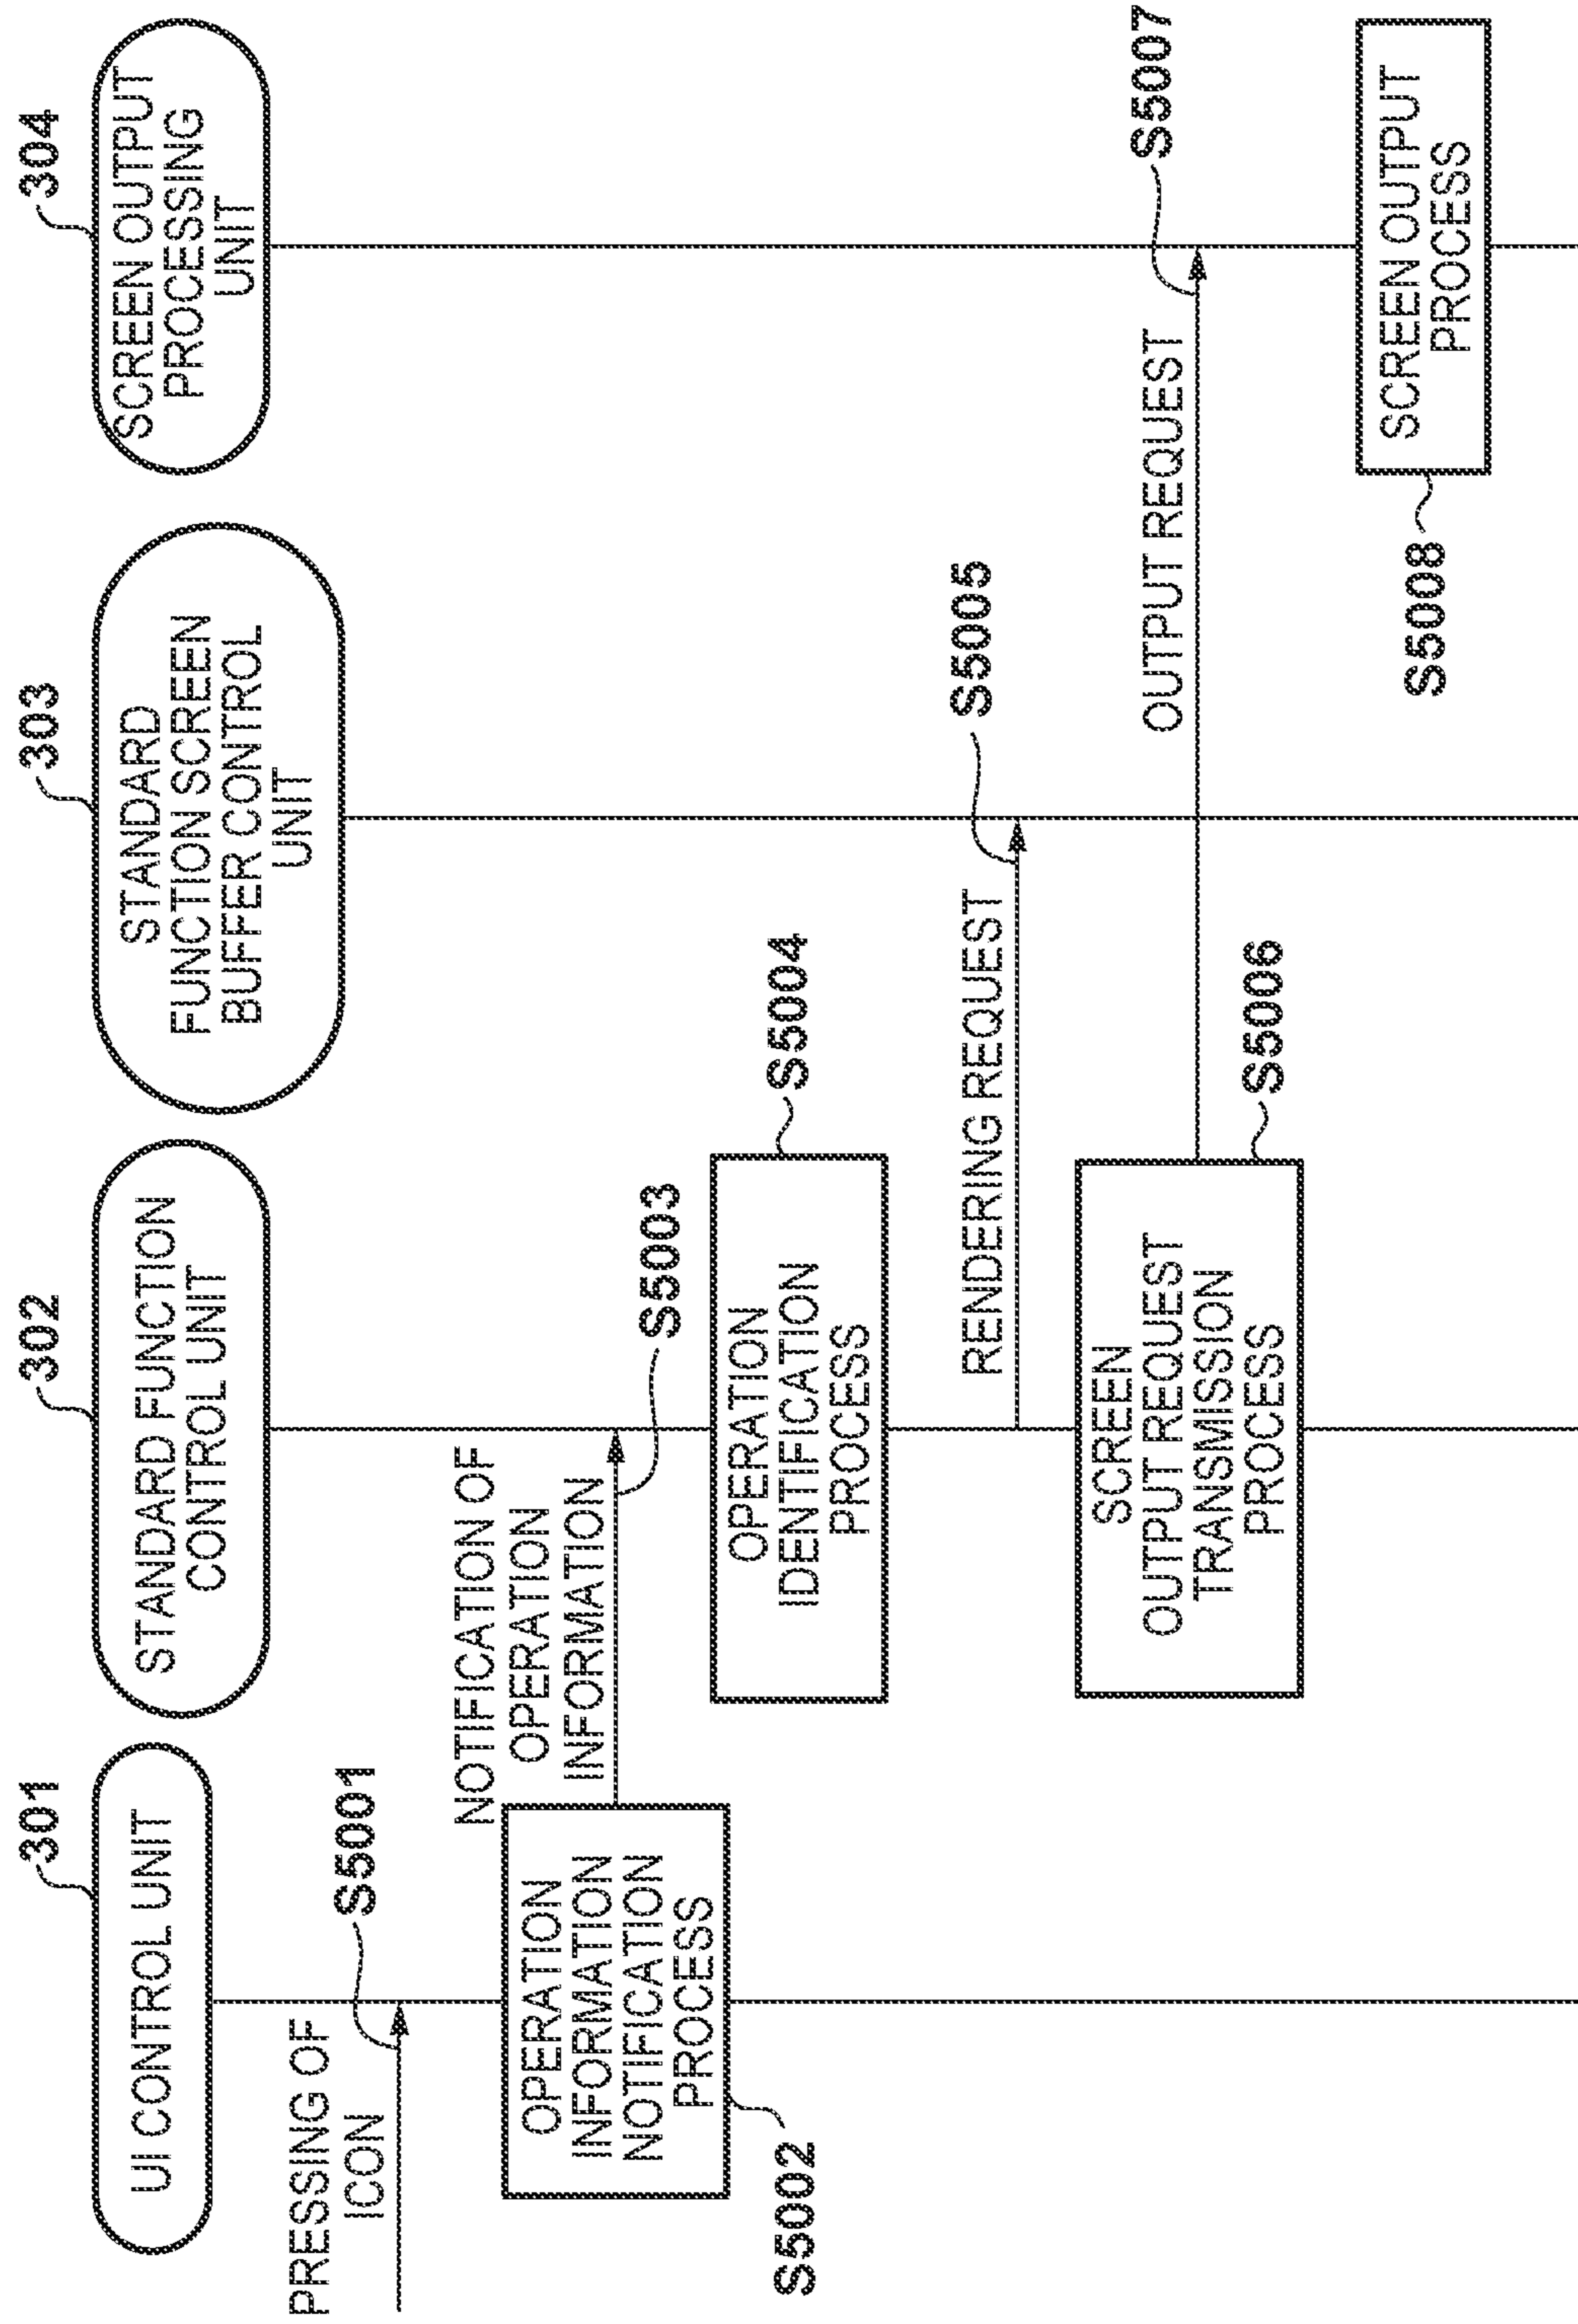 301
UI CONTROL UNIT
302
STANDARD FUNCTION
CONTROL UNIT
303
STANDARD
FUNCTION SCREEN
BUFFER CONTROL
UNIT
304
SCREEN OUTPUT
PROCESSING
UNIT
PRESSING OF
ICON
S5001
OPERATION
INFORMATION
NOTIFICATION
PROCESS
S5002
NOTIFICATION OF
OPERATION
INFORMATION
S5003
OPERATION
IDENTIFICATION
PROCESS
S5004
RENDERING REQUEST
S5005
SCREEN
OUTPUT REQUEST
TRANSMISSION
PROCESS
S5006
OUTPUT REQUEST
S5007
SCREEN OUTPUT
PROCESS
S5008